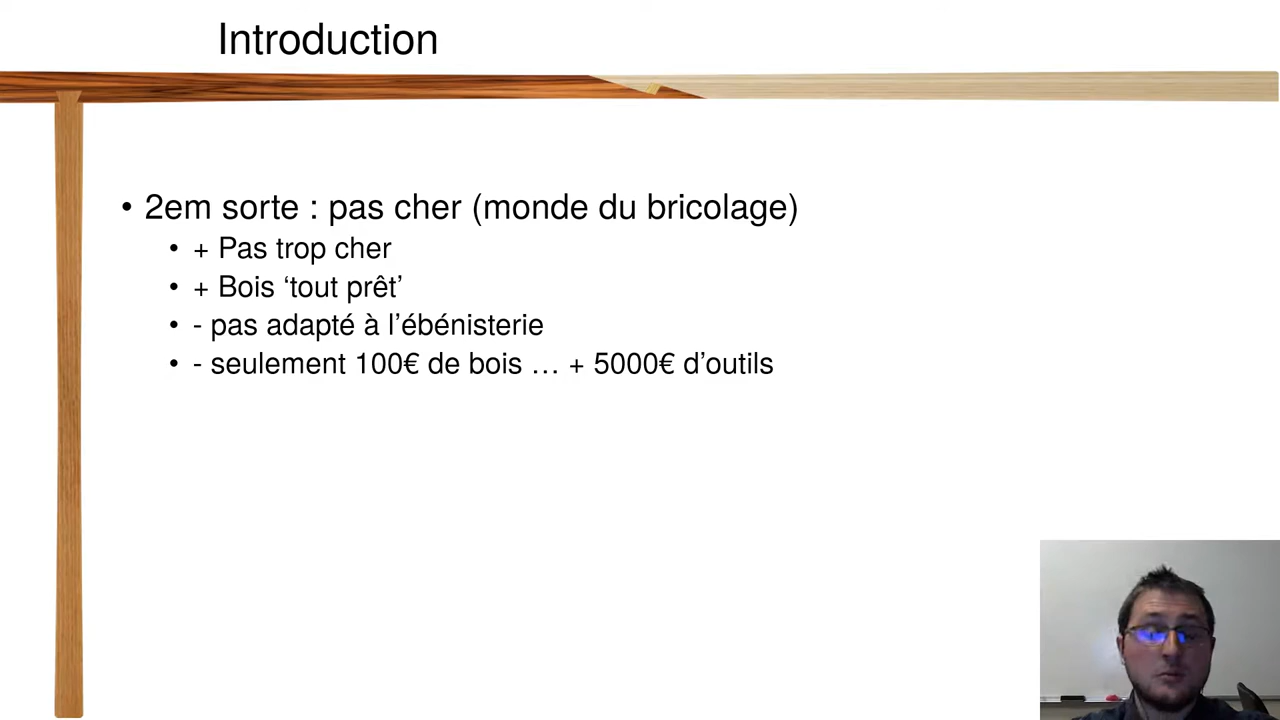 Introduction
• 2em sorte : pas cher (monde du bricolage)
• + Pas trop cher
• + Bois ‘tout prêt’
• - pas adapté à l’ébénisterie
• - seulement 100€ de bois … + 5000€ d’outils